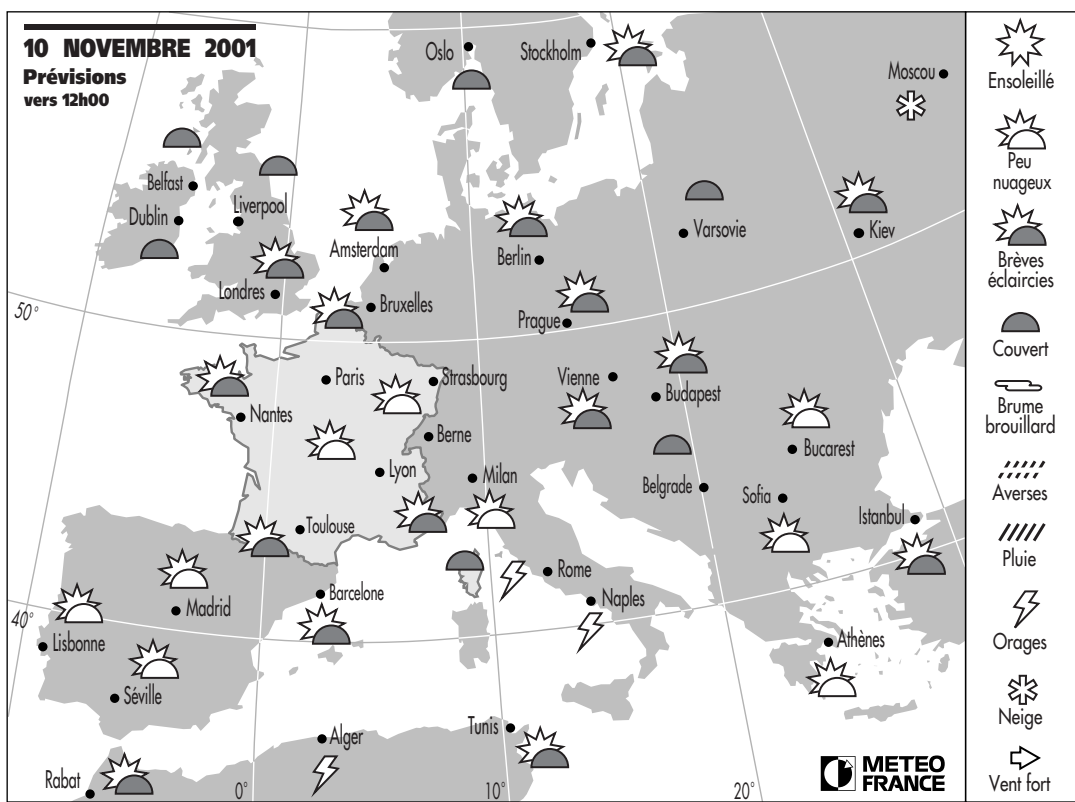 10 NOVEMBRE 2001
Prévisions
vers 12h00
Oslo
Stockholm
Moscou
Belfast
Dublin
Liverpool
Londres
Amsterdam
Bruxelles
Berlin
Varsovie
Kiev
Prague
50°
Paris
Strasbourg
Vienne
Budapest
Nantes
Berne
Bucarest
Lyon
Milan
Belgrade
Sofia
Istanbul
Toulouse
Rome
Naples
Barcelone
Madrid
40°
Lisbonne
Séville
Athènes
Alger
Tunis
Rabat
0°
10°
20°
METEO
FRANCE
Ensoleillé
Peu
nuageux
Brèves
éclaircies
Couvert
Brume
brouillard
Averses
Pluie
Orages
Neige
Vent fort